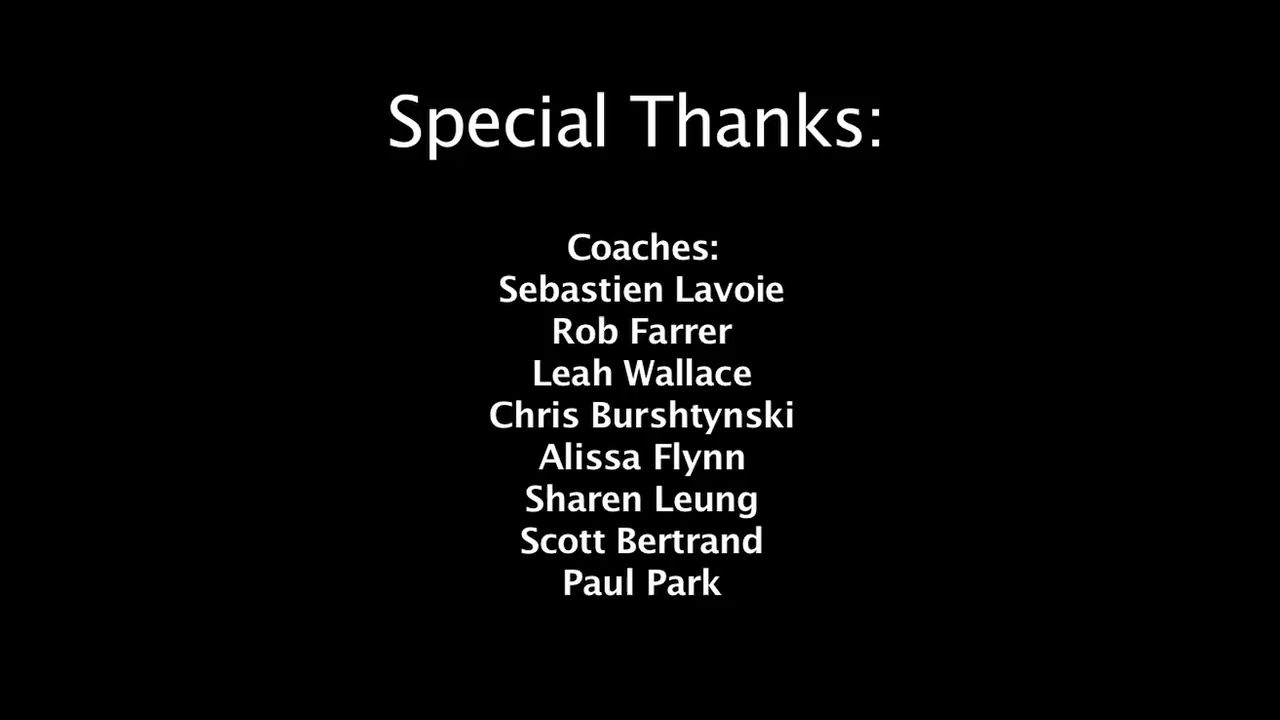 Special Thanks:
Coaches:
Sebastien Lavoie
Rob Farrer
Leah Wallace
Chris Burshtynski
Alissa Flynn
Sharen Leung
Scott Bertrand
Paul Park